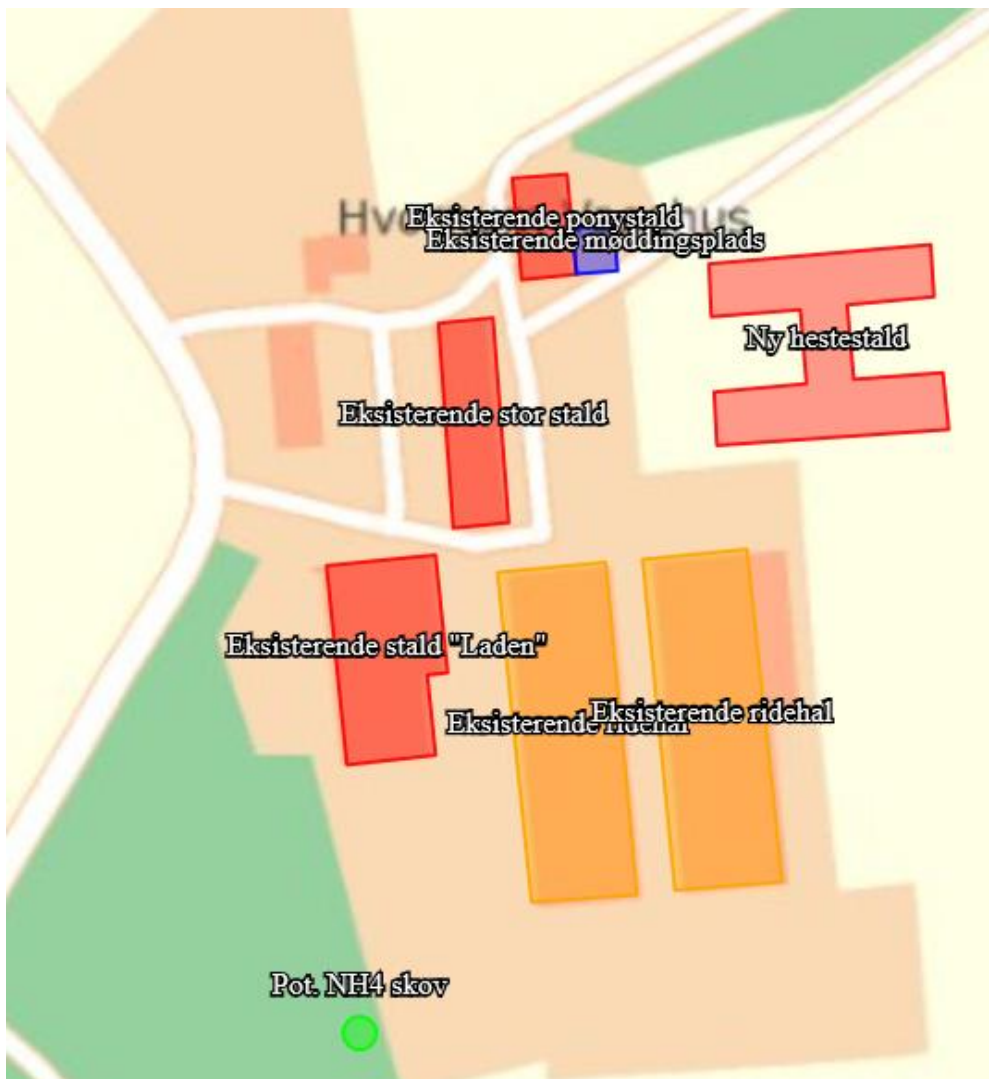 Eksisterende ponystald
Eksisterende møddingsplads
Ny hestestald
Eksisterende stor stald
Eksisterende stald "Laden"
Eksisterende ridehal
Eksisterende ridehal
Pot. NH4 skov